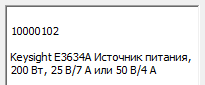 10000102
Keysight E3634A Источник питания,
200 Вт, 25 В/7 А или 50 В/4 А